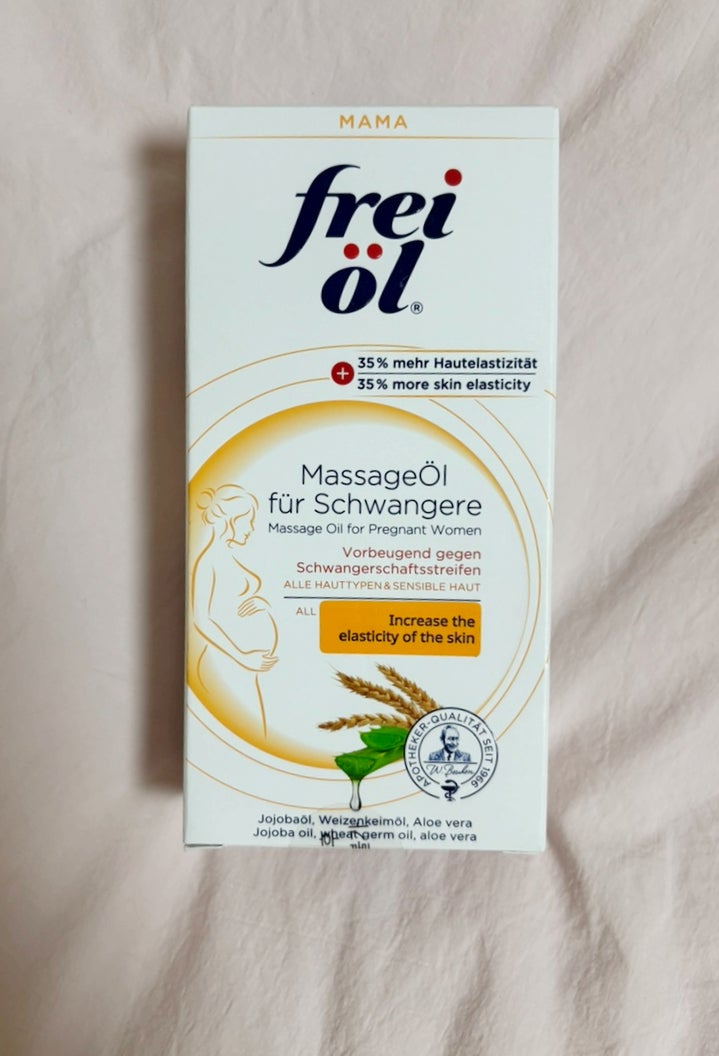 MAMA
frei
öl®
+ 35% mehr Hautelastizität
35% more skin elasticity
MassageÖl
für Schwangere
Massage Oil for Pregnant Women
Vorbeugend gegen
Schwangerschaftsstreifen
ALLE HAUTTYPEN & SENSIBLE HAUT
ALL
Increase the
elasticity of the skin
APOTHEKER-QUALITÄT SEIT 1966
Jojobaöl, Weizenkeimöl, Aloe vera
Jojoba oil, wheat germ oil, aloe vera